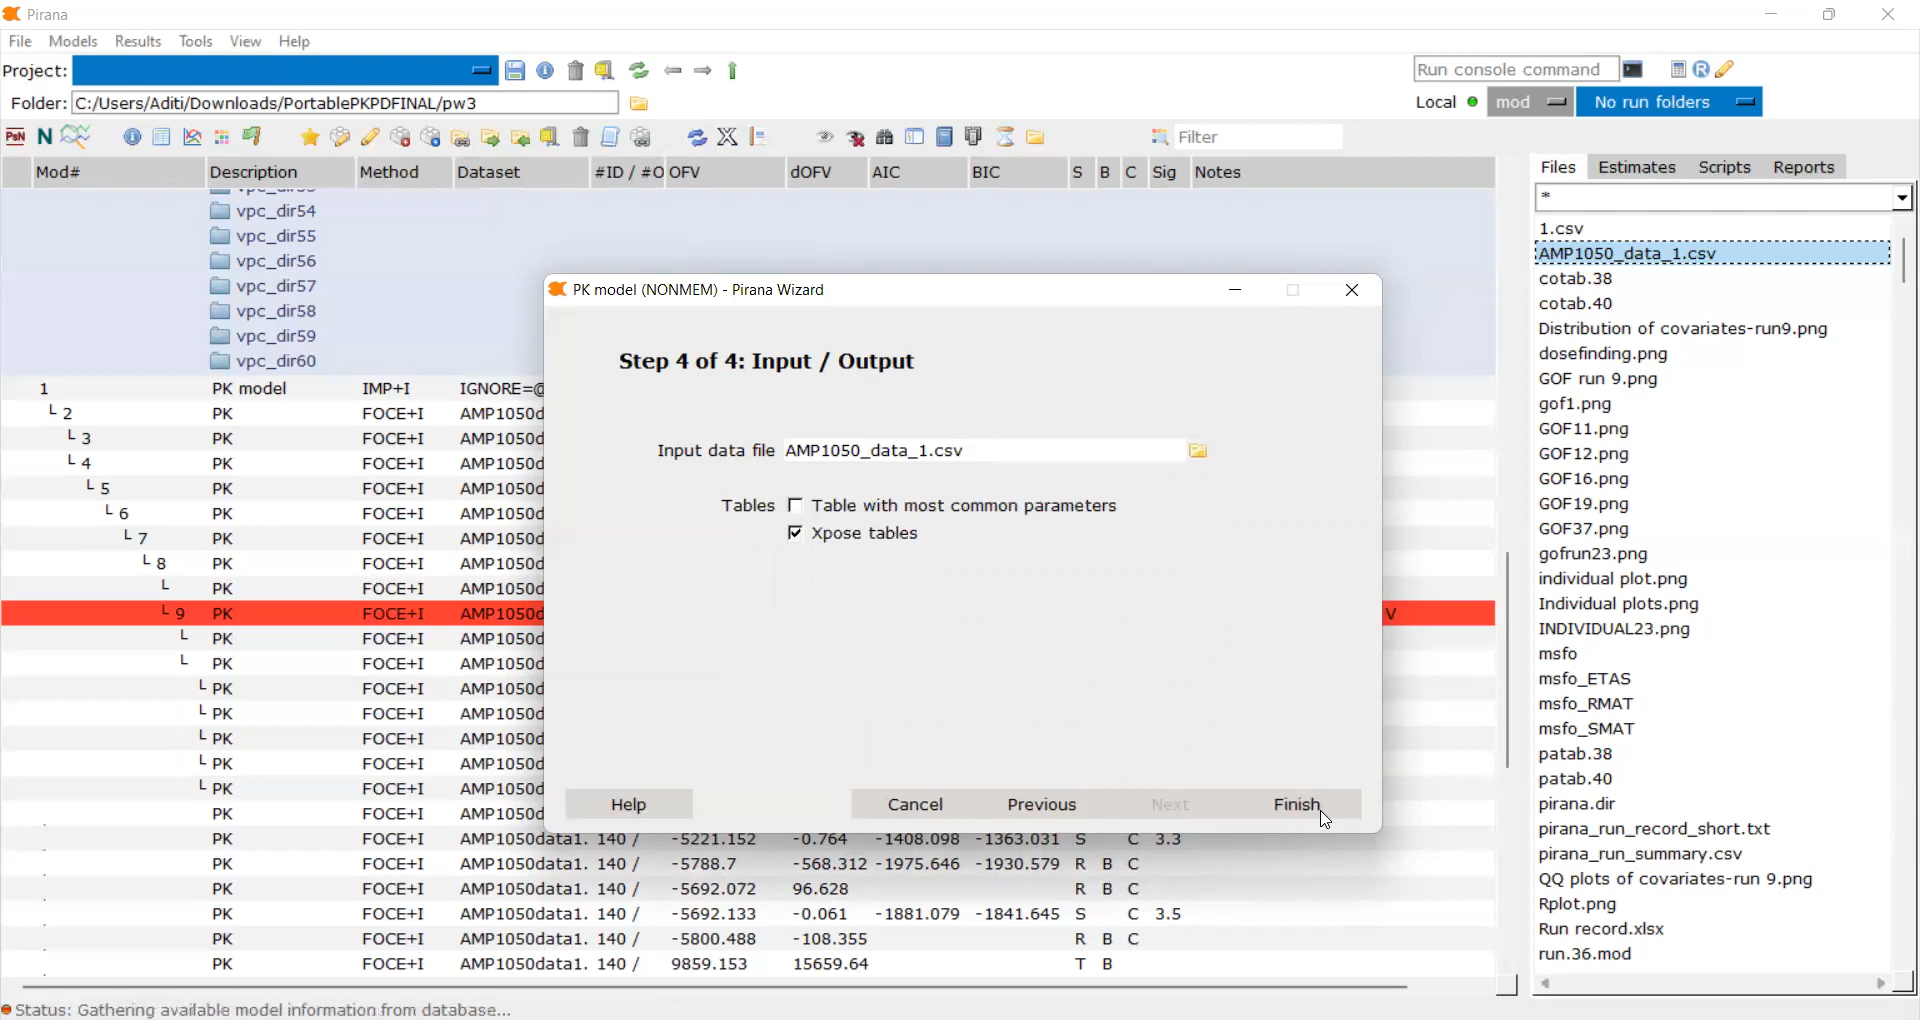 Pirana
File Models Results Tools View Help
Project:
Run console command
Folder: C:/Users/Aditi/Downloads/PortablePKPDFINAL/pw3
Local mod No run folders
PsN N Filter
Mod# Description Method Dataset #ID / #O OFV dOFV AIC BIC S B C Sig Notes
Files Estimates Scripts Reports
*
vpc_dir54
vpc_dir55
vpc_dir56
vpc_dir57
vpc_dir58
vpc_dir59
vpc_dir60
1 PK model IMP+I IGNORE=@
2 PK FOCE+I AMP1050d
3 PK FOCE+I AMP1050d
4 PK FOCE+I AMP1050d
5 PK FOCE+I AMP1050d
6 PK FOCE+I AMP1050d
7 PK FOCE+I AMP1050d
8 PK FOCE+I AMP1050d
PK FOCE+I AMP1050d
9 PK FOCE+I AMP1050d V
PK FOCE+I AMP1050d
PK FOCE+I AMP1050d
PK FOCE+I AMP1050d
PK FOCE+I AMP1050d
PK FOCE+I AMP1050d
PK FOCE+I AMP1050d
PK FOCE+I AMP1050d
PK FOCE+I AMP1050d
PK FOCE+I AMP1050data1. 140 / -5221.152 -0.764 -1408.098 -1363.031 S C 3.3
PK FOCE+I AMP1050data1. 140 / -5788.7 -568.312 -1975.646 -1930.579 R B C
PK FOCE+I AMP1050data1. 140 / -5692.072 96.628 R B C
PK FOCE+I AMP1050data1. 140 / -5692.133 -0.061 -1881.079 -1841.645 S C 3.5
PK FOCE+I AMP1050data1. 140 / -5800.488 -108.355 R B C
PK FOCE+I AMP1050data1. 140 / 9859.153 15659.64 T B
PK model (NONMEM) - Pirana Wizard
Step 4 of 4: Input / Output
Input data file AMP1050_data_1.csv
Tables Table with most common parameters
Xpose tables
Help Cancel Previous Next Finish
1.csv
AMP1050_data_1.csv
cotab.38
cotab.40
Distribution of covariates-run9.png
dosefinding.png
GOF run 9.png
gof1.png
GOF11.png
GOF12.png
GOF16.png
GOF19.png
GOF37.png
gofrun23.png
individual plot.png
Individual plots.png
INDIVIDUAL23.png
msfo
msfo_ETAS
msfo_RMAT
msfo_SMAT
patab.38
patab.40
pirana.dir
pirana_run_record_short.txt
pirana_run_summary.csv
QQ plots of covariates-run 9.png
Rplot.png
Run record.xlsx
run.36.mod
Status: Gathering available model information from database...